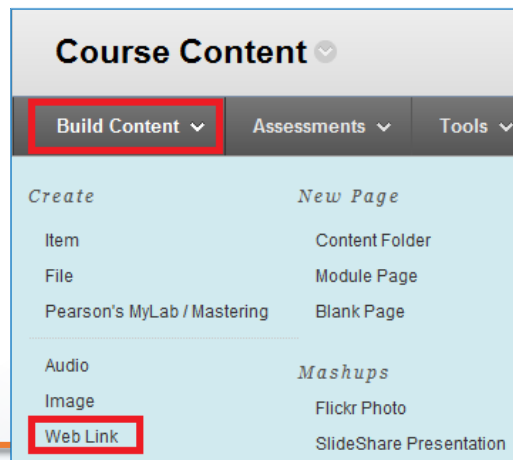 Course Content
Build Content Assessments Tools
Create
Item
File
Pearson's MyLab / Mastering
Audio
Image
Web Link
New Page
Content Folder
Module Page
Blank Page
Mashups
Flickr Photo
SlideShare Presentation